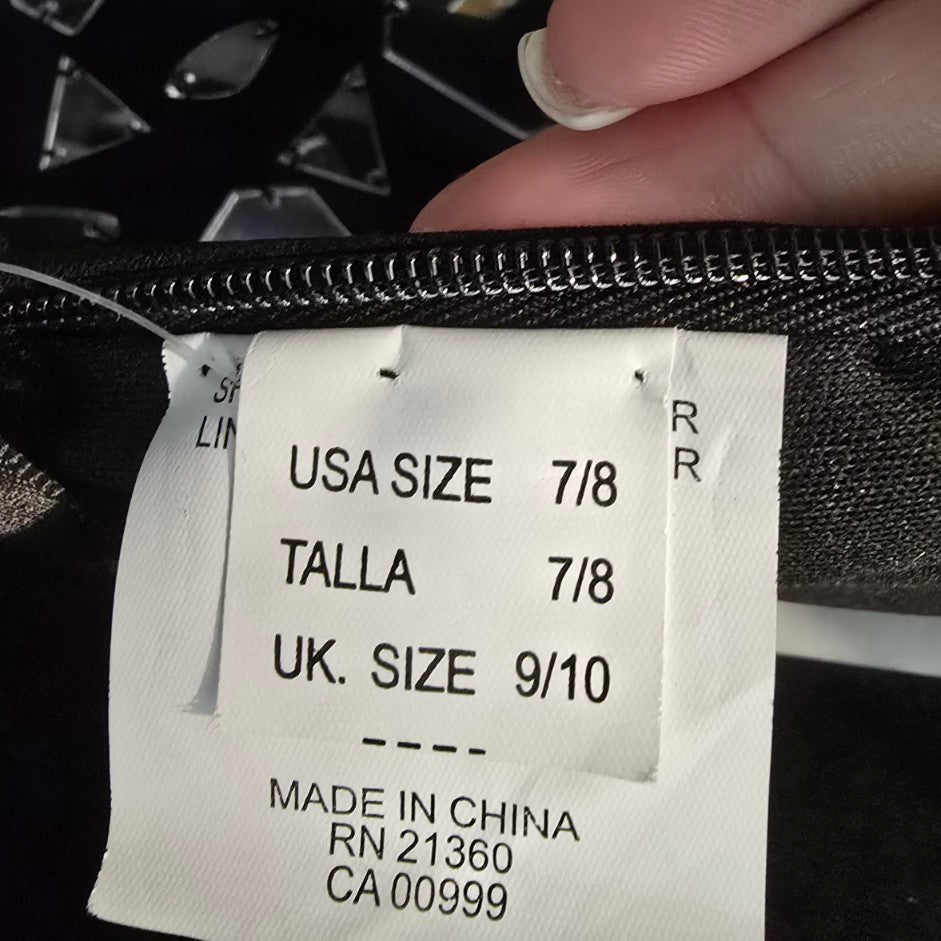 USA SIZE 7/8
TALLA 7/8
UK. SIZE 9/10
----
MADE IN CHINA
RN 21360
CA 00999